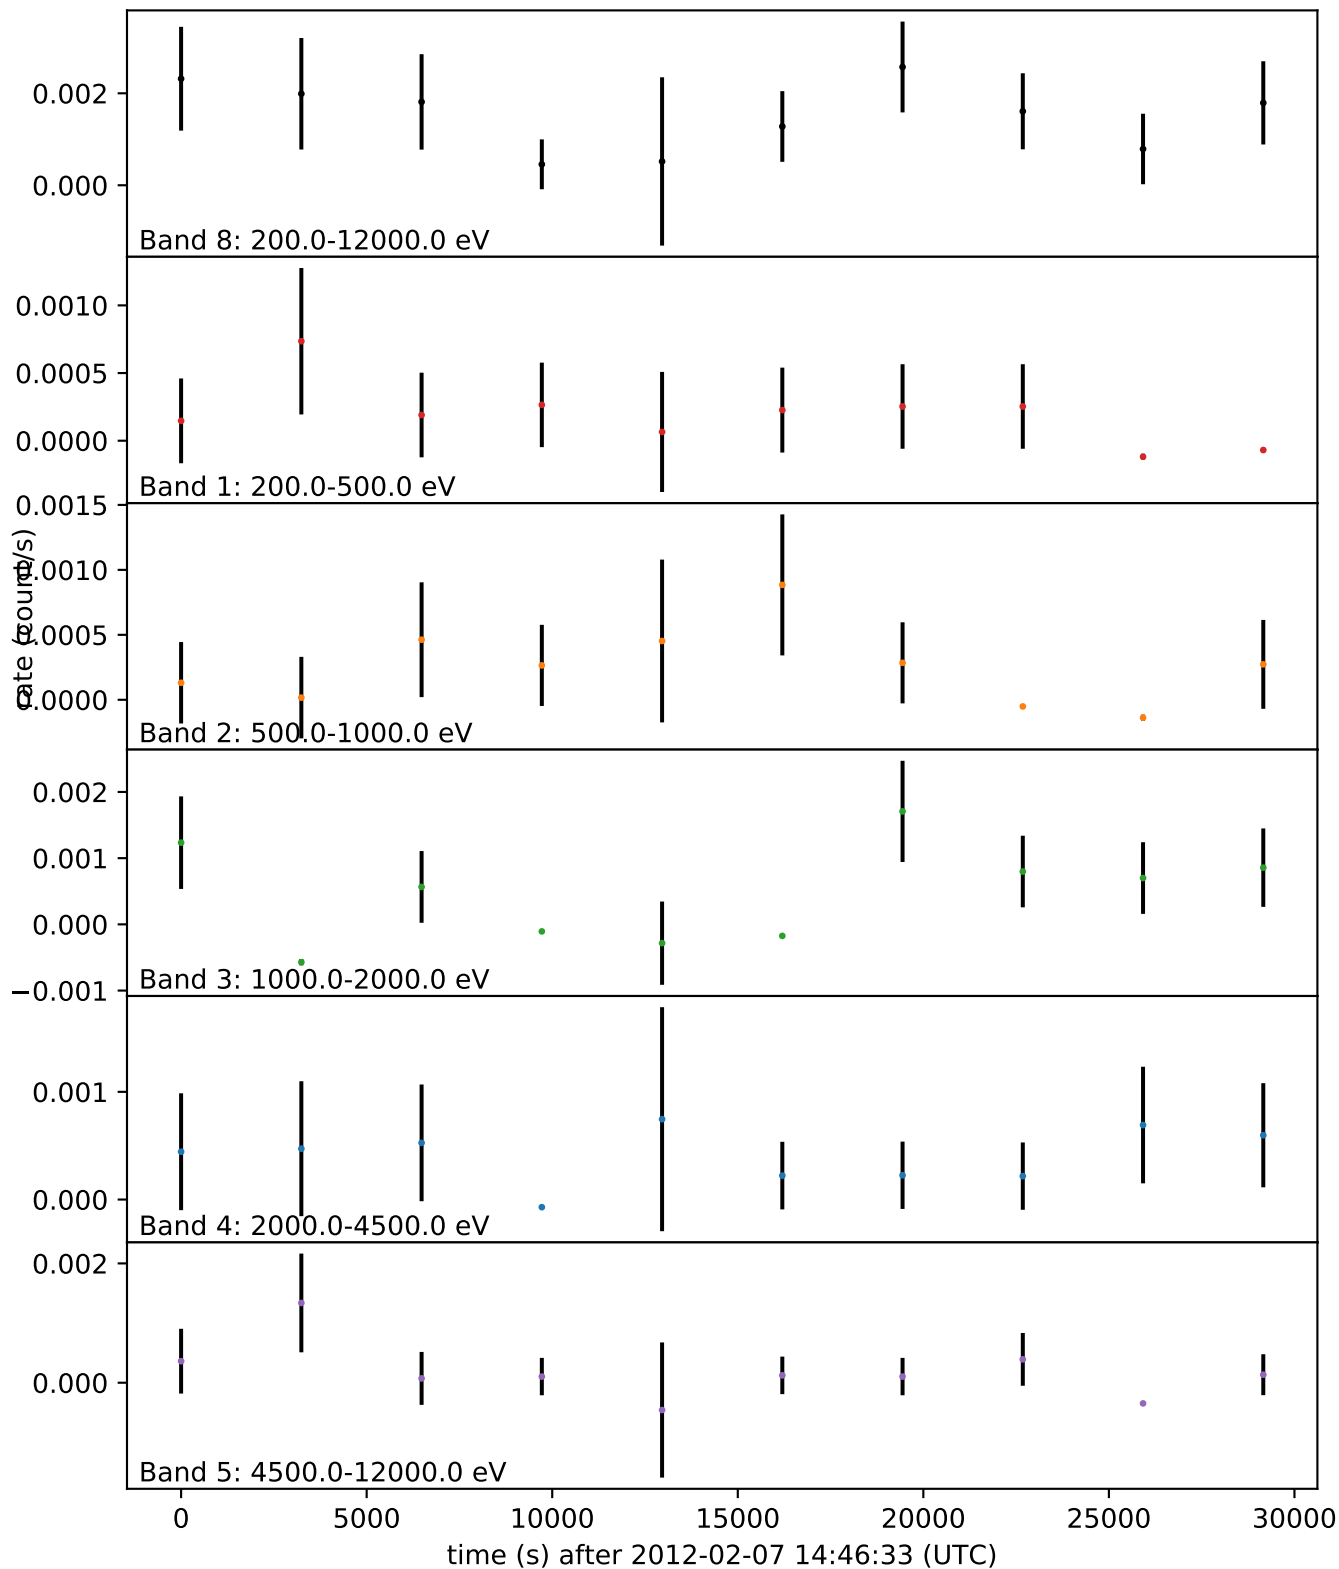 0.002
0.000
Band 8: 200.0-12000.0 eV
0.0010
0.0005
0.0000
Band 1: 200.0-500.0 eV
0.0015
0.0010
0.0005
0.0000
rate (count/s)
Band 2: 500.0-1000.0 eV
0.002
0.001
0.000
−0.001
Band 3: 1000.0-2000.0 eV
0.001
0.000
Band 4: 2000.0-4500.0 eV
0.002
0.000
Band 5: 4500.0-12000.0 eV
0 5000 10000 15000 20000 25000 30000
time (s) after 2012-02-07 14:46:33 (UTC)